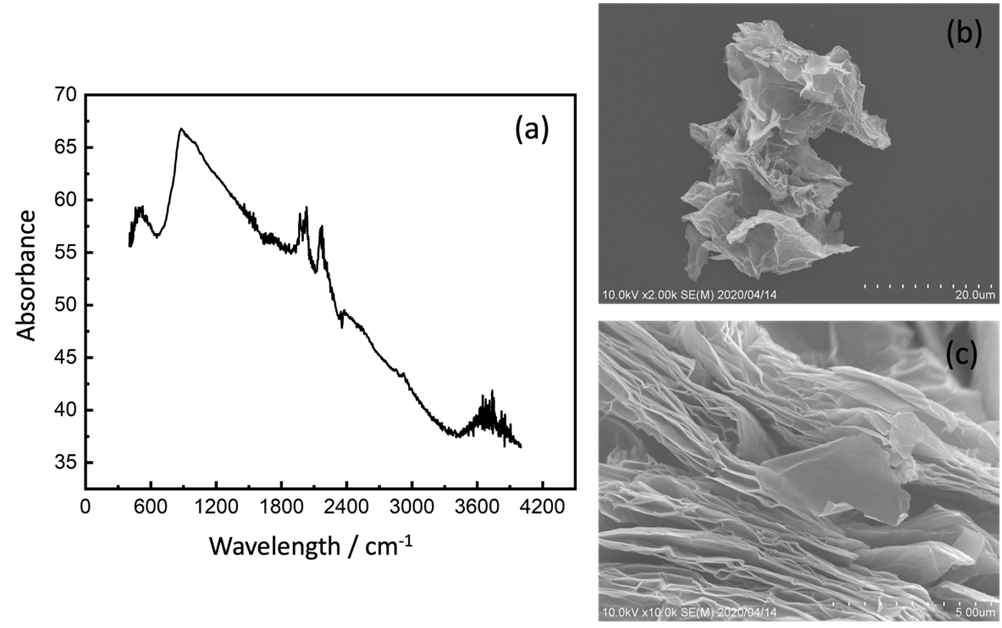 (a)
70
65
60
55
50
45
40
35
Absorbance
0 600 1200 1800 2400 3000 3600 4200
Wavelength / cm⁻¹
(b)
10.0kV x2.00k SE(M) 2020/04/14 20.0um
(c)
10.0kV x10.0k SE(M) 2020/04/14 5.00um